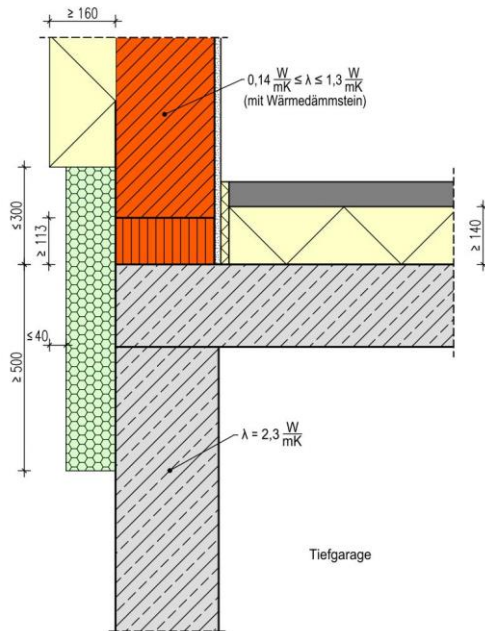 ≥ 160
0,14 W/mK ≤ λ ≤ 1,3 W/mK
(mit Wärmedämmstein)
≤300
≥ 113
≥ 140
≤40
≥500
λ = 2,3 W/mK
Tiefgarage